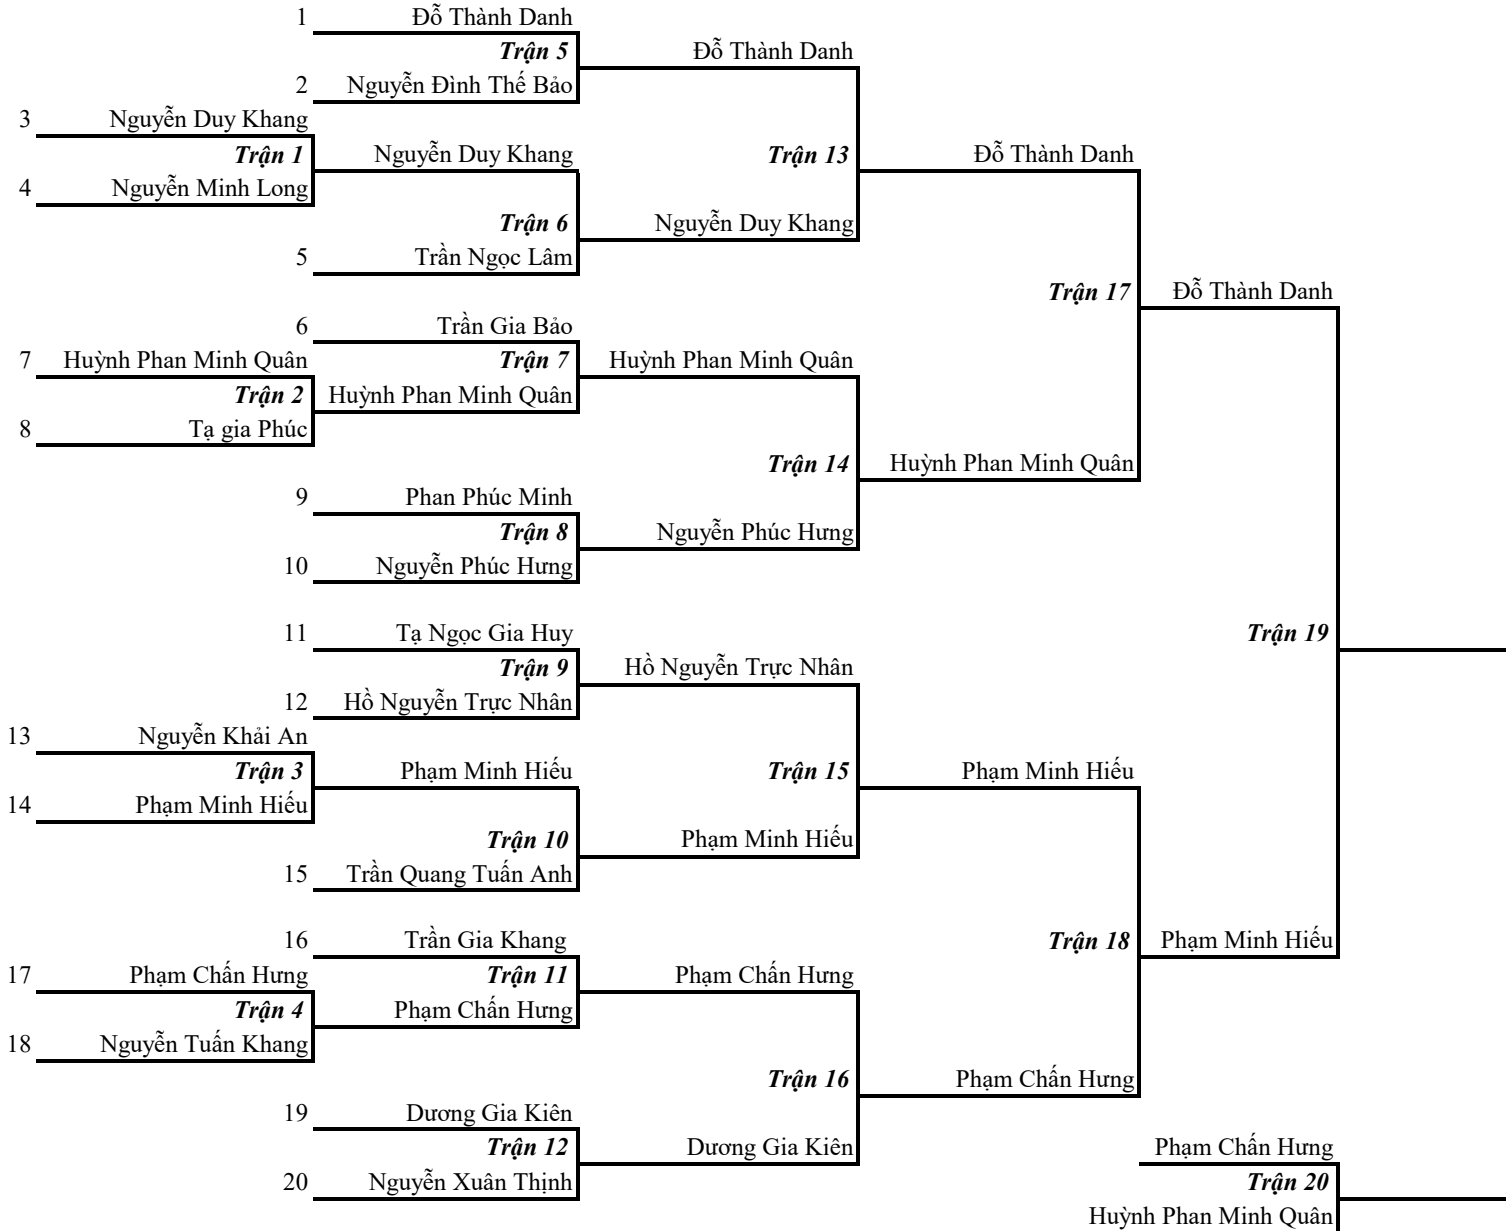 1 Đỗ Thành Danh
Trận 5 Đỗ Thành Danh
2 Nguyễn Đình Thế Bảo
3 Nguyễn Duy Khang
Trận 1 Nguyễn Duy Khang Trận 13 Đỗ Thành Danh
4 Nguyễn Minh Long
Trận 6 Nguyễn Duy Khang
5 Trần Ngọc Lâm
Trận 17 Đỗ Thành Danh
6 Trần Gia Bảo
7 Huỳnh Phan Minh Quân Trận 7 Huỳnh Phan Minh Quân
Trận 2 Huỳnh Phan Minh Quân
8 Tạ gia Phúc
Trận 14 Huỳnh Phan Minh Quân
9 Phan Phúc Minh
Trận 8 Nguyễn Phúc Hưng
10 Nguyễn Phúc Hưng
11 Tạ Ngọc Gia Huy Trận 19
Trận 9 Hồ Nguyễn Trực Nhân
12 Hồ Nguyễn Trực Nhân
13 Nguyễn Khải An
Trận 3 Phạm Minh Hiếu Trận 15 Phạm Minh Hiếu
14 Phạm Minh Hiếu
Trận 10 Phạm Minh Hiếu
15 Trần Quang Tuấn Anh
16 Trần Gia Khang Trận 18 Phạm Minh Hiếu
17 Phạm Chấn Hưng Trận 11 Phạm Chấn Hưng
Trận 4 Phạm Chấn Hưng
18 Nguyễn Tuấn Khang
Trận 16 Phạm Chấn Hưng
19 Dương Gia Kiên
Trận 12 Dương Gia Kiên Phạm Chấn Hưng
20 Nguyễn Xuân Thịnh Trận 20
Huỳnh Phan Minh Quân